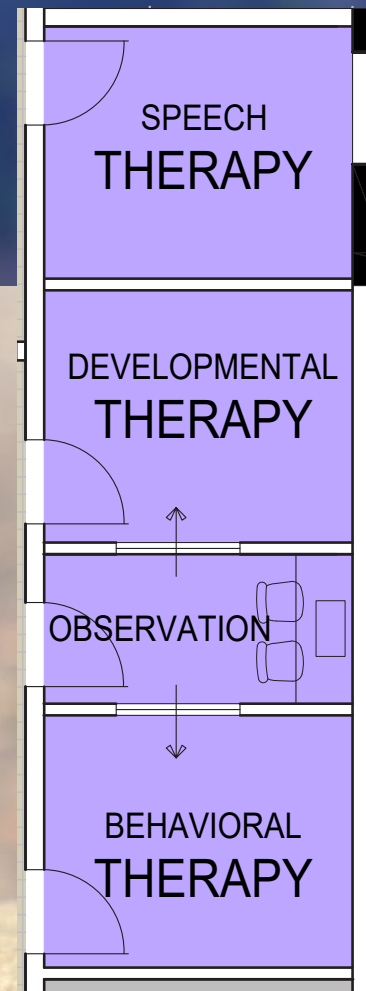 SPEECH
THERAPY
DEVELOPMENTAL
THERAPY
OBSERVATION
BEHAVIORAL
THERAPY